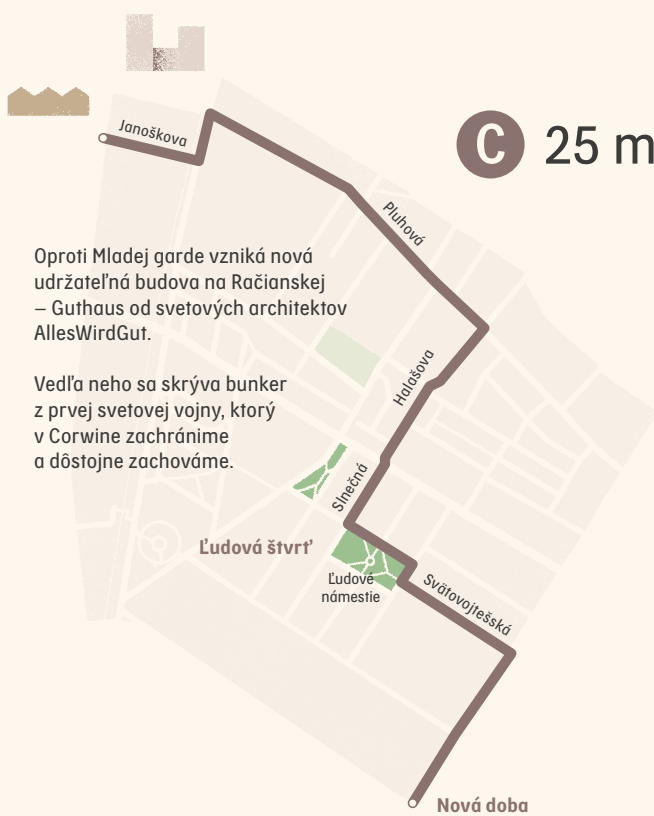 Janoškova
C 25 m
Pluhová
Oproti Mladej garde vzniká nová
udržateľná budova na Račianskej
– Guthaus od svetových architektov
AllesWirdGut.
Vedľa neho sa skrýva bunker
z prvej svetovej vojny, ktorý
v Corwine zachránime
a dôstojne zachováme.
Halašova
Slnečná
Ľudová štvrť
Ľudové
námestie
Svätovojtešská
Nová doba